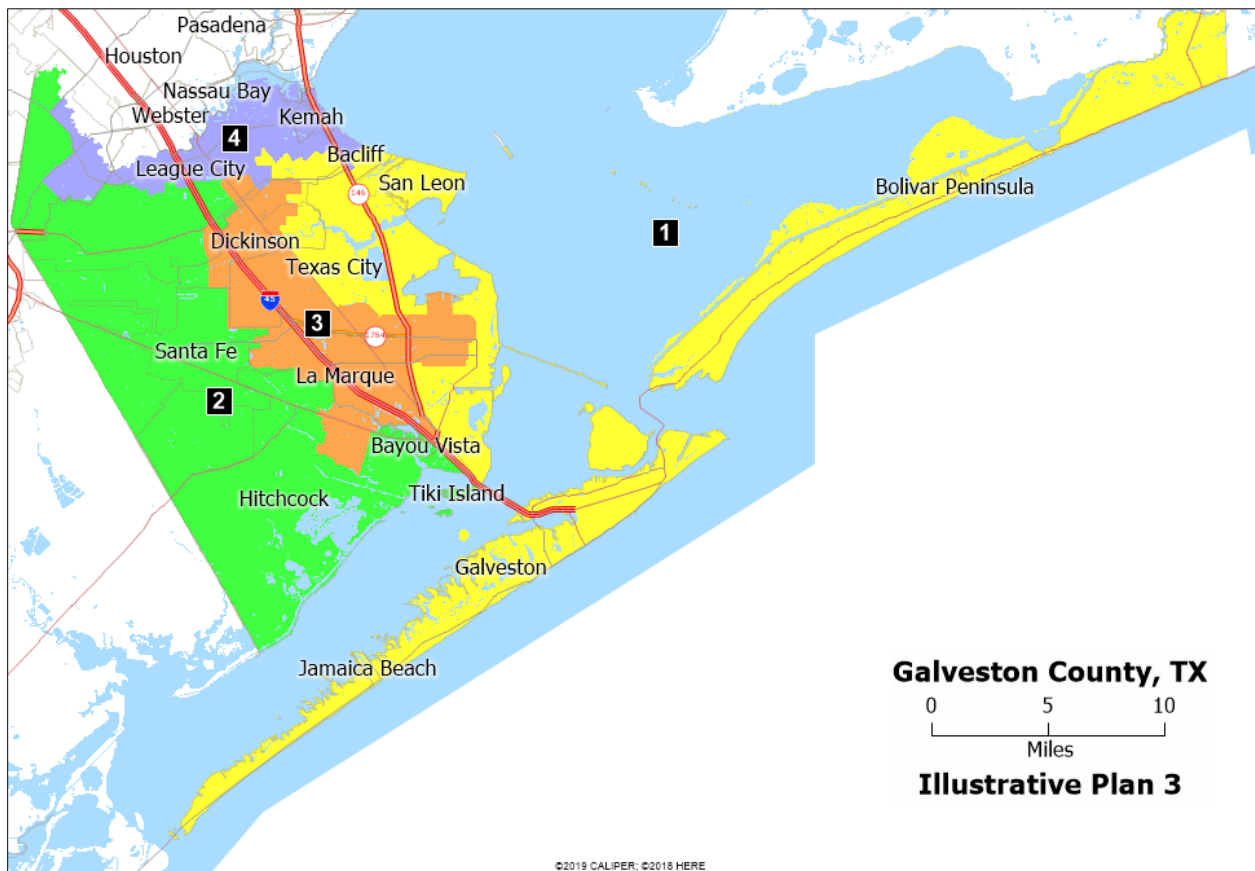 Pasadena
Houston
Nassau Bay
Webster
Kemah
4
League City
Bacliff
San Leon
146
Bolivar Peninsula
1
Dickinson
Texas City
45
3
1764
Santa Fe
La Marque
2
Bayou Vista
Hitchcock
Tiki Island
Galveston
Jamaica Beach
Galveston County, TX
0 5 10
Miles
Illustrative Plan 3
©2019 CALIPER; ©2018 HERE